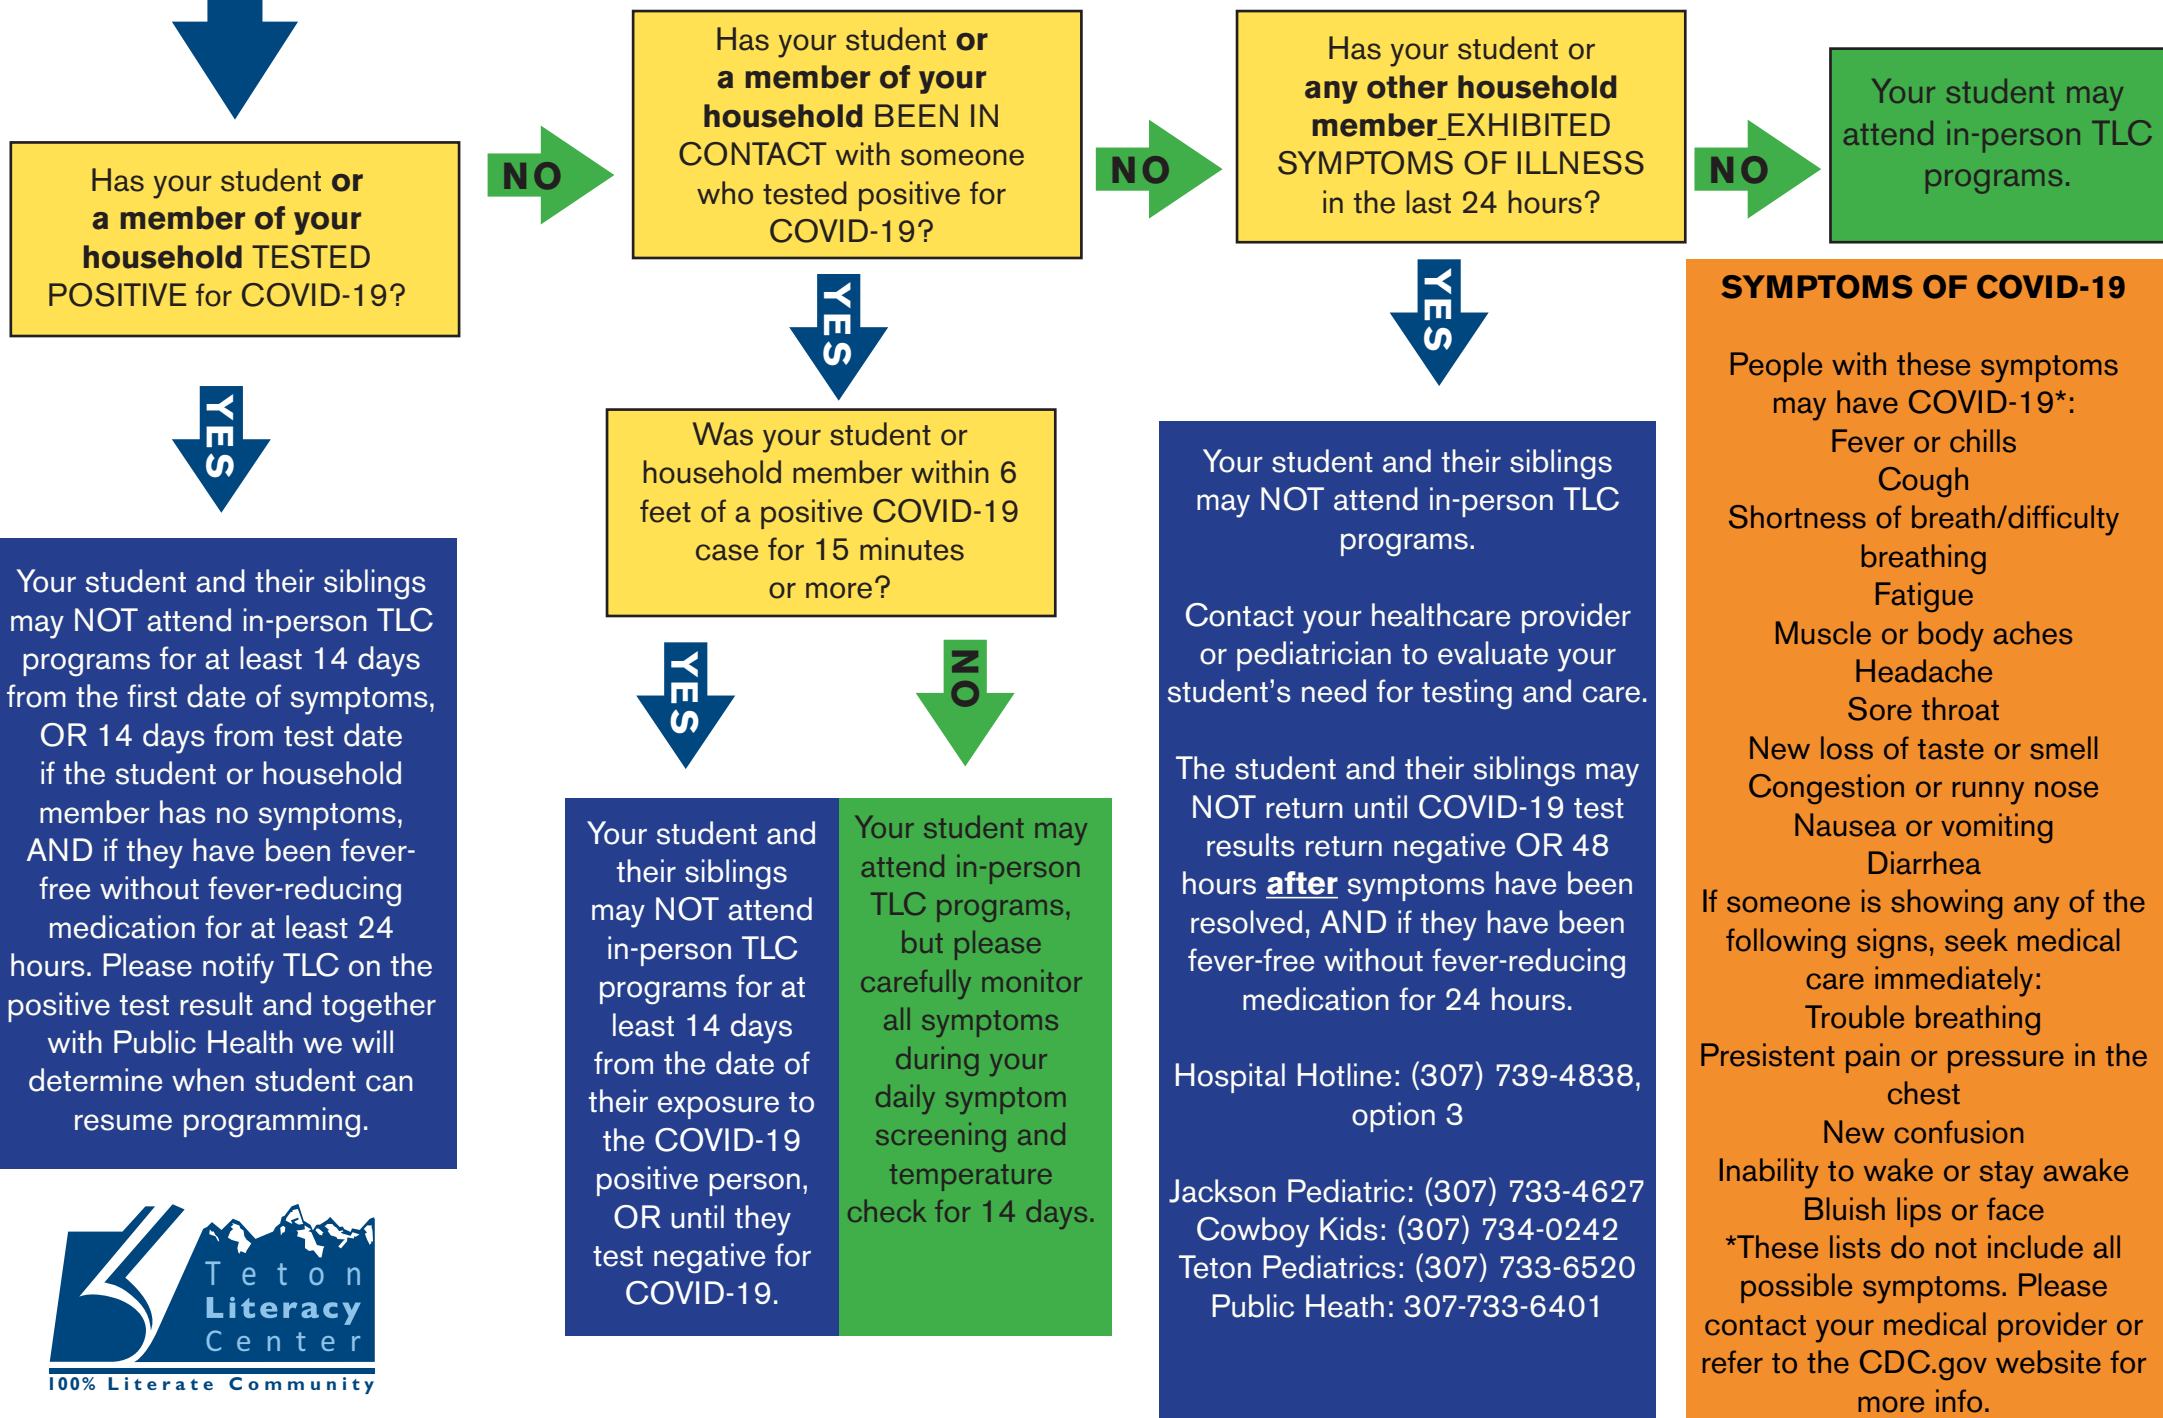 Has your student or
a member of your
household TESTED
POSITIVE for COVID-19?
NO
Has your student or
a member of your
household BEEN IN
CONTACT with someone
who tested positive for
COVID-19?
NO
Has your student or
any other household
member EXHIBITED
SYMPTOMS OF ILLNESS
in the last 24 hours?
NO
Your student may
attend in-person TLC
programs.
YES
Your student and their siblings
may NOT attend in-person TLC
programs for at least 14 days
from the first date of symptoms,
OR 14 days from test date
if the student or household
member has no symptoms,
AND if they have been fever-
free without fever-reducing
medication for at least 24
hours. Please notify TLC on the
positive test result and together
with Public Health we will
determine when student can
resume programming.
YES
Was your student or
household member within 6
feet of a positive COVID-19
case for 15 minutes
or more?
YES
Your student and
their siblings
may NOT attend
in-person TLC
programs for at
least 14 days
from the date of
their exposure to
the COVID-19
positive person,
OR until they
test negative for
COVID-19.
NO
Your student may
attend in-person
TLC programs,
but please
carefully monitor
all symptoms
during your
daily symptom
screening and
temperature
check for 14 days.
YES
Your student and their siblings
may NOT attend in-person TLC
programs.
Contact your healthcare provider
or pediatrician to evaluate your
student's need for testing and care.
The student and their siblings may
NOT return until COVID-19 test
results return negative OR 48
hours after symptoms have been
resolved, AND if they have been
fever-free without fever-reducing
medication for 24 hours.
Hospital Hotline: (307) 739-4838,
option 3
Jackson Pediatric: (307) 733-4627
Cowboy Kids: (307) 734-0242
Teton Pediatrics: (307) 733-6520
Public Heath: 307-733-6401
SYMPTOMS OF COVID-19
People with these symptoms
may have COVID-19*:
Fever or chills
Cough
Shortness of breath/difficulty
breathing
Fatigue
Muscle or body aches
Headache
Sore throat
New loss of taste or smell
Congestion or runny nose
Nausea or vomiting
Diarrhea
If someone is showing any of the
following signs, seek medical
care immediately:
Trouble breathing
Presistent pain or pressure in the
chest
New confusion
Inability to wake or stay awake
Bluish lips or face
*These lists do not include all
possible symptoms. Please
contact your medical provider or
refer to the CDC.gov website for
more info.
Teton
Literacy
Center
100% Literate Community